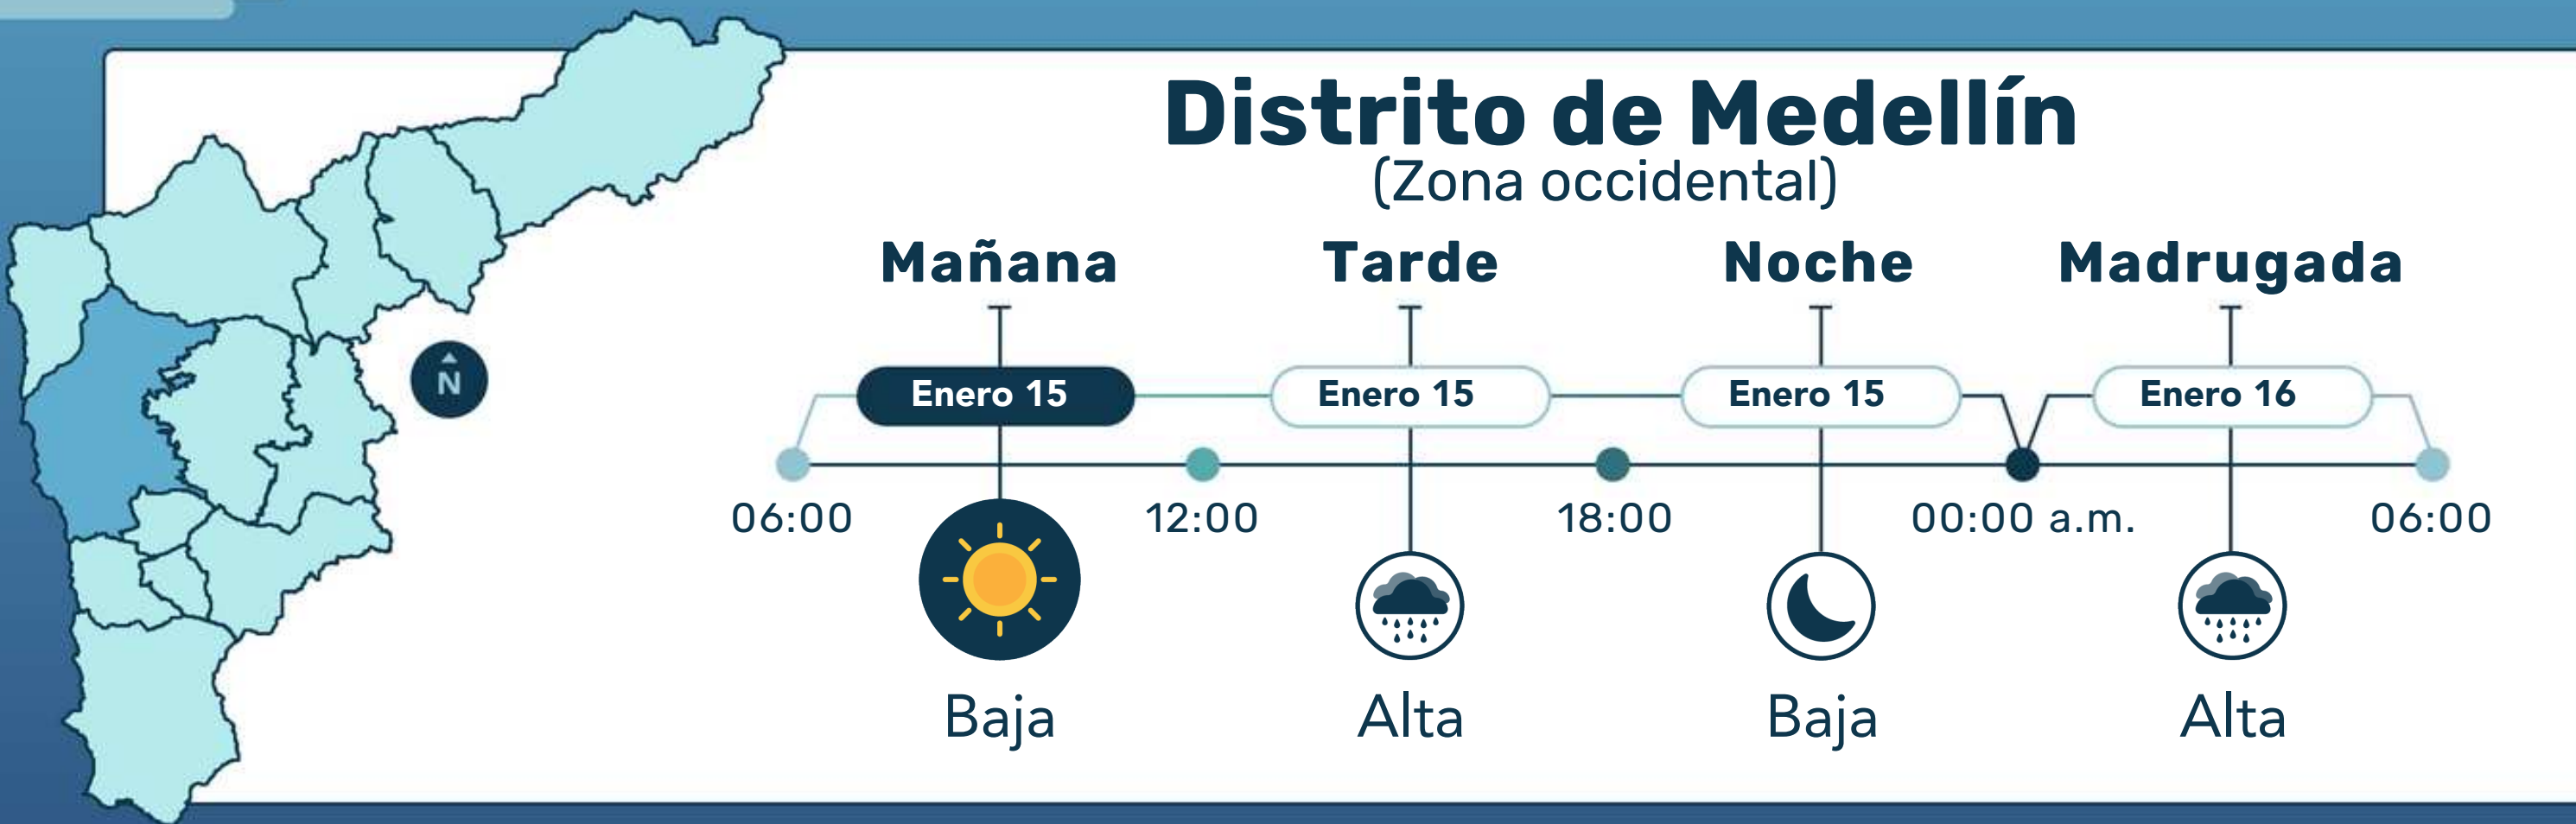 Distrito de Medellín
(Zona occidental)
Mañana Tarde Noche Madrugada
N
Enero 15 Enero 15 Enero 15 Enero 16
06:00 12:00 18:00 00:00 a.m. 06:00
Baja Alta Baja Alta